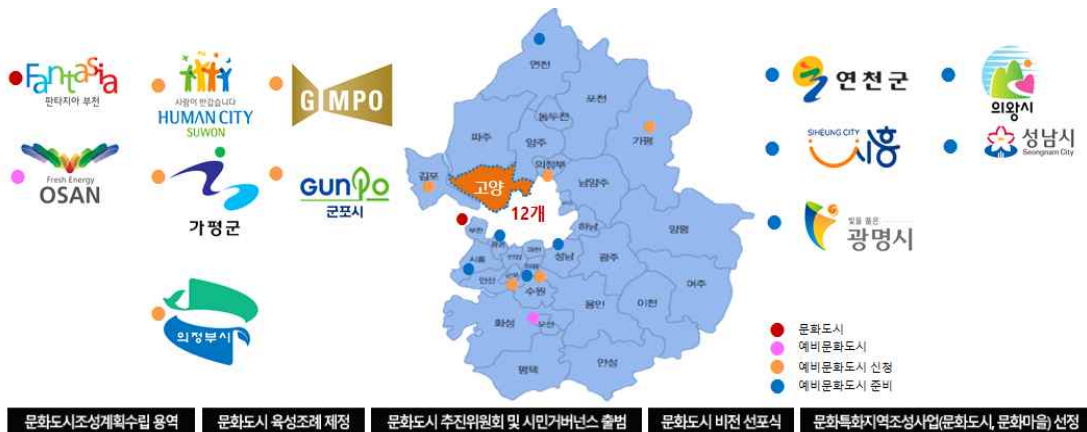 Fantasia
판타지아 부천
사람이 반갑습니다
HUMAN CITY
SUWON
GIMPO
Fresh Energy
OSAN
가평군
GUNPO
군포시
의정부시
연천
포천
동두천
파주
양주
가평
의정부
김포
고양
남양주
12개
부천
하남
양평
시흥
성남
광주
안산
수원
여주
용인
이천
화성
오산
평택
안성
연천군
의왕시
SIHEUNG CITY
시흥
성남시
Seongnam City
빛을 품은
광명시
문화도시
예비문화도시
예비문화도시 신청
예비문화도시 준비
문화도시조성계획수립 용역
문화도시 육성조례 제정
문화도시 추진위원회 및 시민거버넌스 출범
문화도시 비전 선포식
문화특화지역조성사업(문화도시, 문화마을) 선정